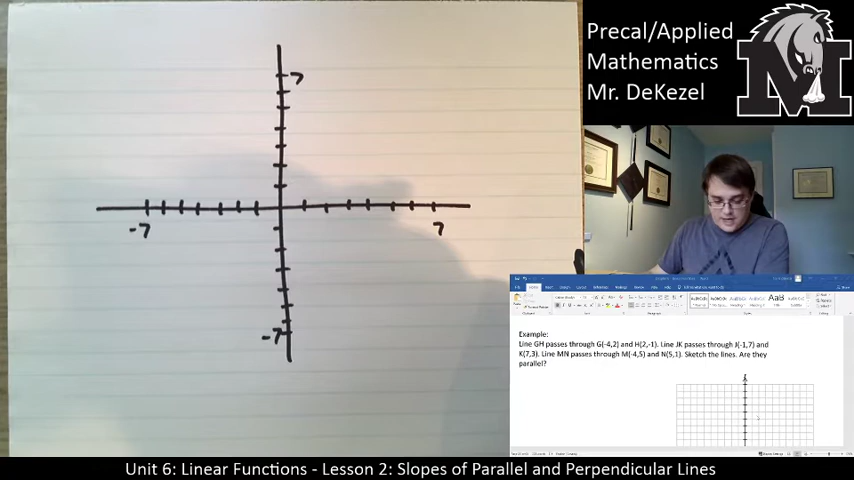 Precal/Applied
Mathematics
Mr. DeKezel
M
7
-7
7
-7
Example:
Line GH passes through G(-4,2) and H(2,-1). Line JK passes through J(-1,7) and
K(7,3). Line MN passes through M(-4,5) and N(5,1). Sketch the lines. Are they
parallel?
Unit 6: Linear Functions - Lesson 2: Slopes of Parallel and Perpendicular Lines